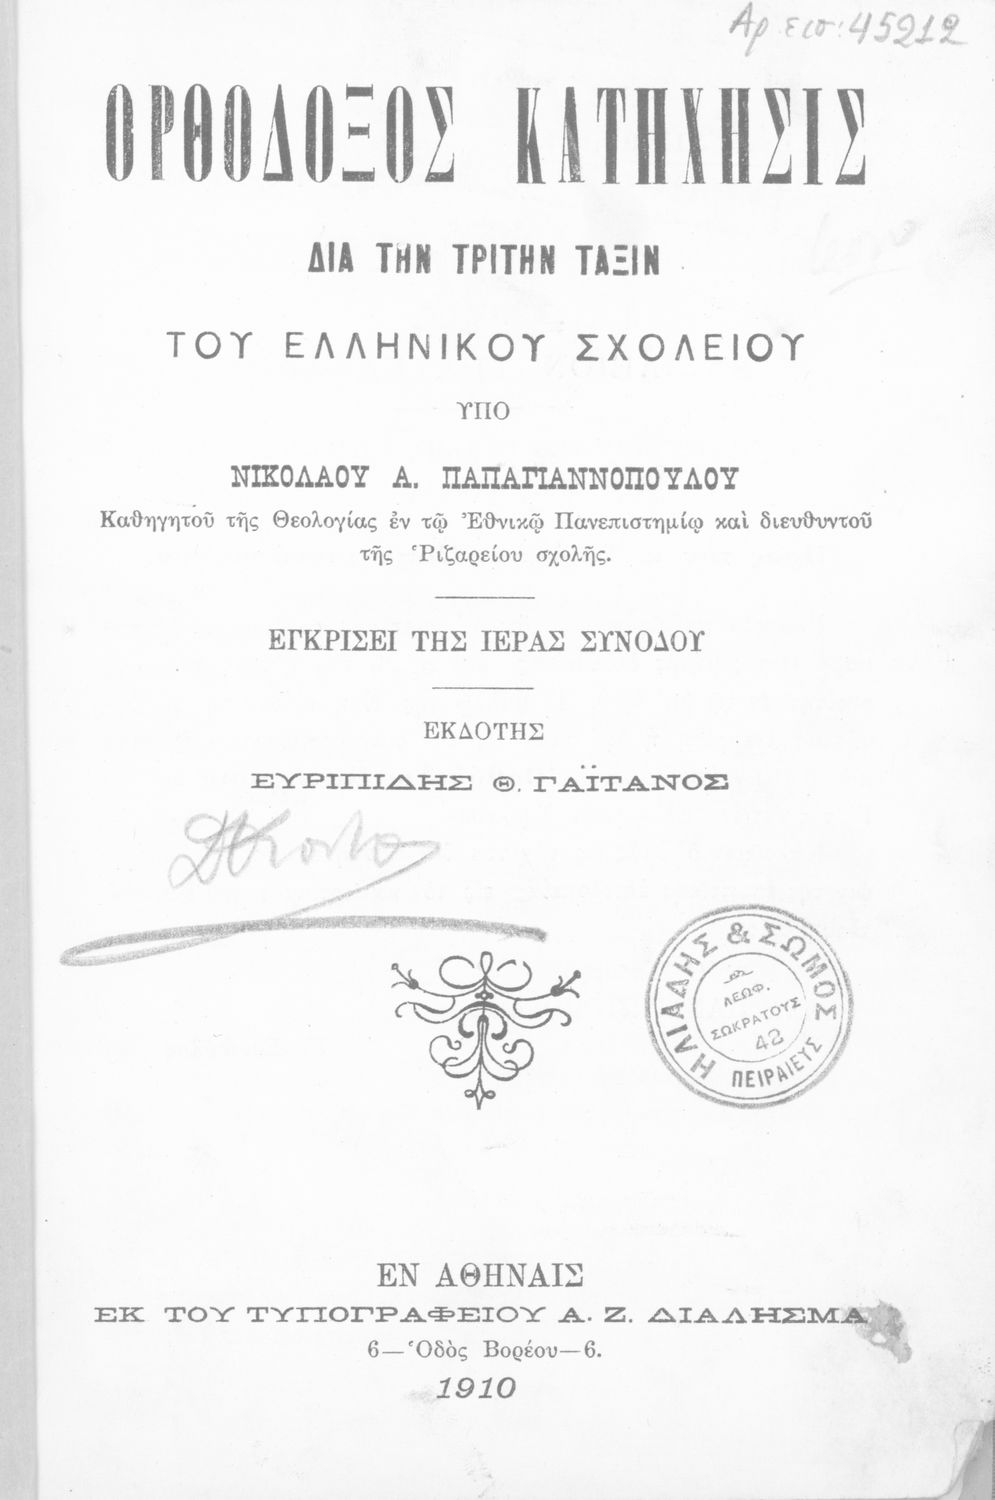 Αρ. εισ: 45212
ΟΡΘΟΔΟΞΟΣ ΚΑΤΗΧΗΣΙΣ
ΔΙΑ ΤΗΝ ΤΡΙΤΗΝ ΤΑΞΙΝ
ΤΟΥ ΕΛΛΗΝΙΚΟΥ ΣΧΟΛΕΙΟΥ
ΥΠΟ
ΝΙΚΟΛΑΟΥ Α. ΠΑΠΑΓΙΑΝΝΟΠΟΥΛΟΥ
Καθηγητοῦ τῆς Θεολογίας ἐν τῷ Ἐθνικῷ Πανεπιστημίῳ καὶ διευθυντοῦ
τῆς Ῥιζαρείου σχολῆς.
ΕΓΚΡΙΣΕΙ ΤΗΣ ΙΕΡΑΣ ΣΥΝΟΔΟΥ
ΕΚΔΟΤΗΣ
ΕΥΡΙΠΙΔΗΣ Θ. ΓΑΪΤΑΝΟΣ
ΗΛΙΑΔΗΣ & ΣΩΜΟΣ
ΛΕΩΦ.
ΣΩΚΡΑΤΟΥΣ
42
ΠΕΙΡΑΙΕΥΣ
ΕΝ ΑΘΗΝΑΙΣ
ΕΚ ΤΟΥ ΤΥΠΟΓΡΑΦΕΙΟΥ Α. Ζ. ΔΙΑΛΗΣΜΑ
6—Ὁδὸς Βορέου—6.
1910